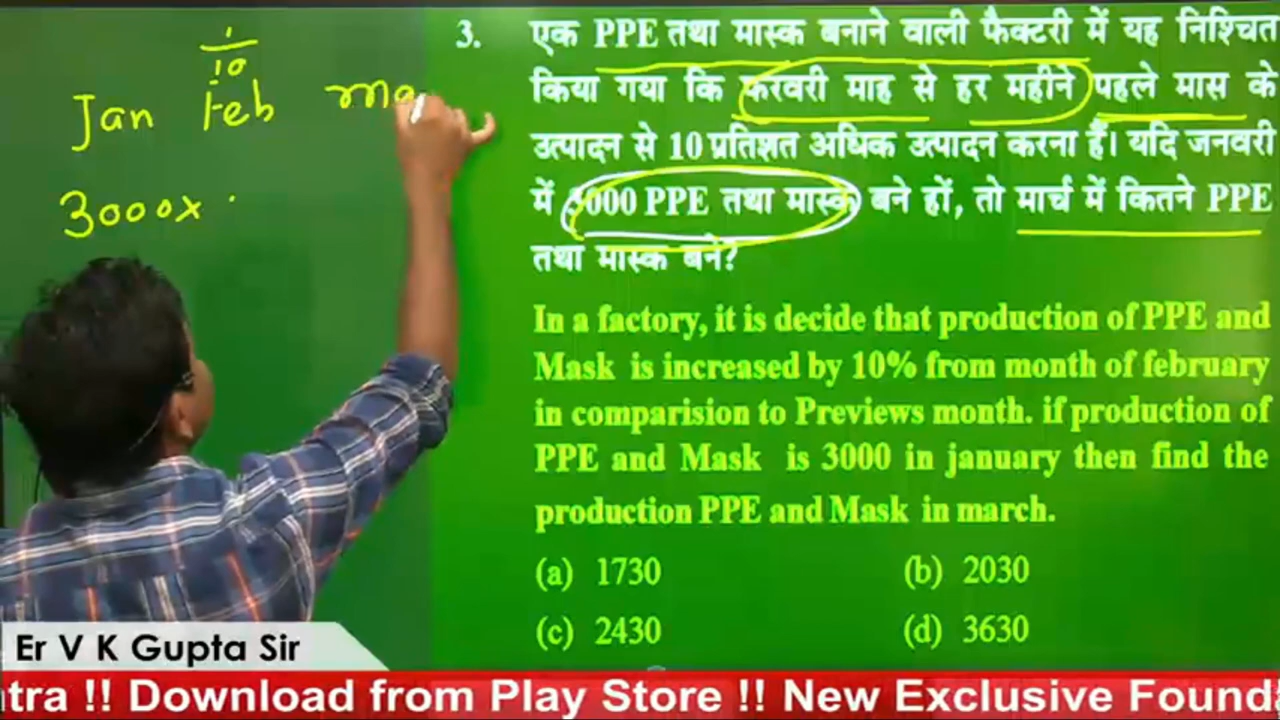 1
10
Jan Feb ma
3000x
3. एक PPE तथा मास्क बनाने वाली फैक्टरी में यह निश्चित
किया गया कि फरवरी माह से हर महीने पहले मास के
उत्पादन से 10 प्रतिशत अधिक उत्पादन करना हैं। यदि जनवरी
में 3000 PPE तथा मास्क बने हों, तो मार्च में कितने PPE
तथा मास्क बने?
In a factory, it is decide that production of PPE and
Mask is increased by 10% from month of february
in comparision to Previews month. if production of
PPE and Mask is 3000 in january then find the
production PPE and Mask in march.
(a) 1730 (b) 2030
(c) 2430 (d) 3630
Er V K Gupta Sir
tra !! Download from Play Store !! New Exclusive Found